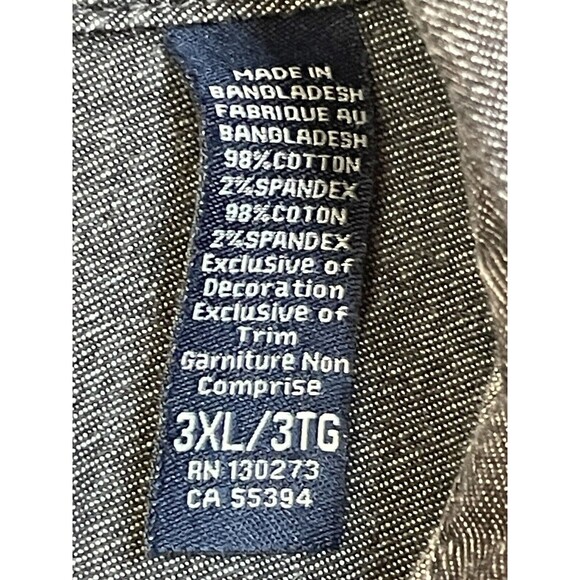 MADE IN
BANGLADESH
FABRIQUE AU
BANGLADESH
98%COTTON
2%SPANDEX
98%COTON
2%SPANDEX
Exclusive of
Decoration
Exclusive of
Trim
Garniture Non
Comprise
3XL/3TG
RN 130273
CA 55394